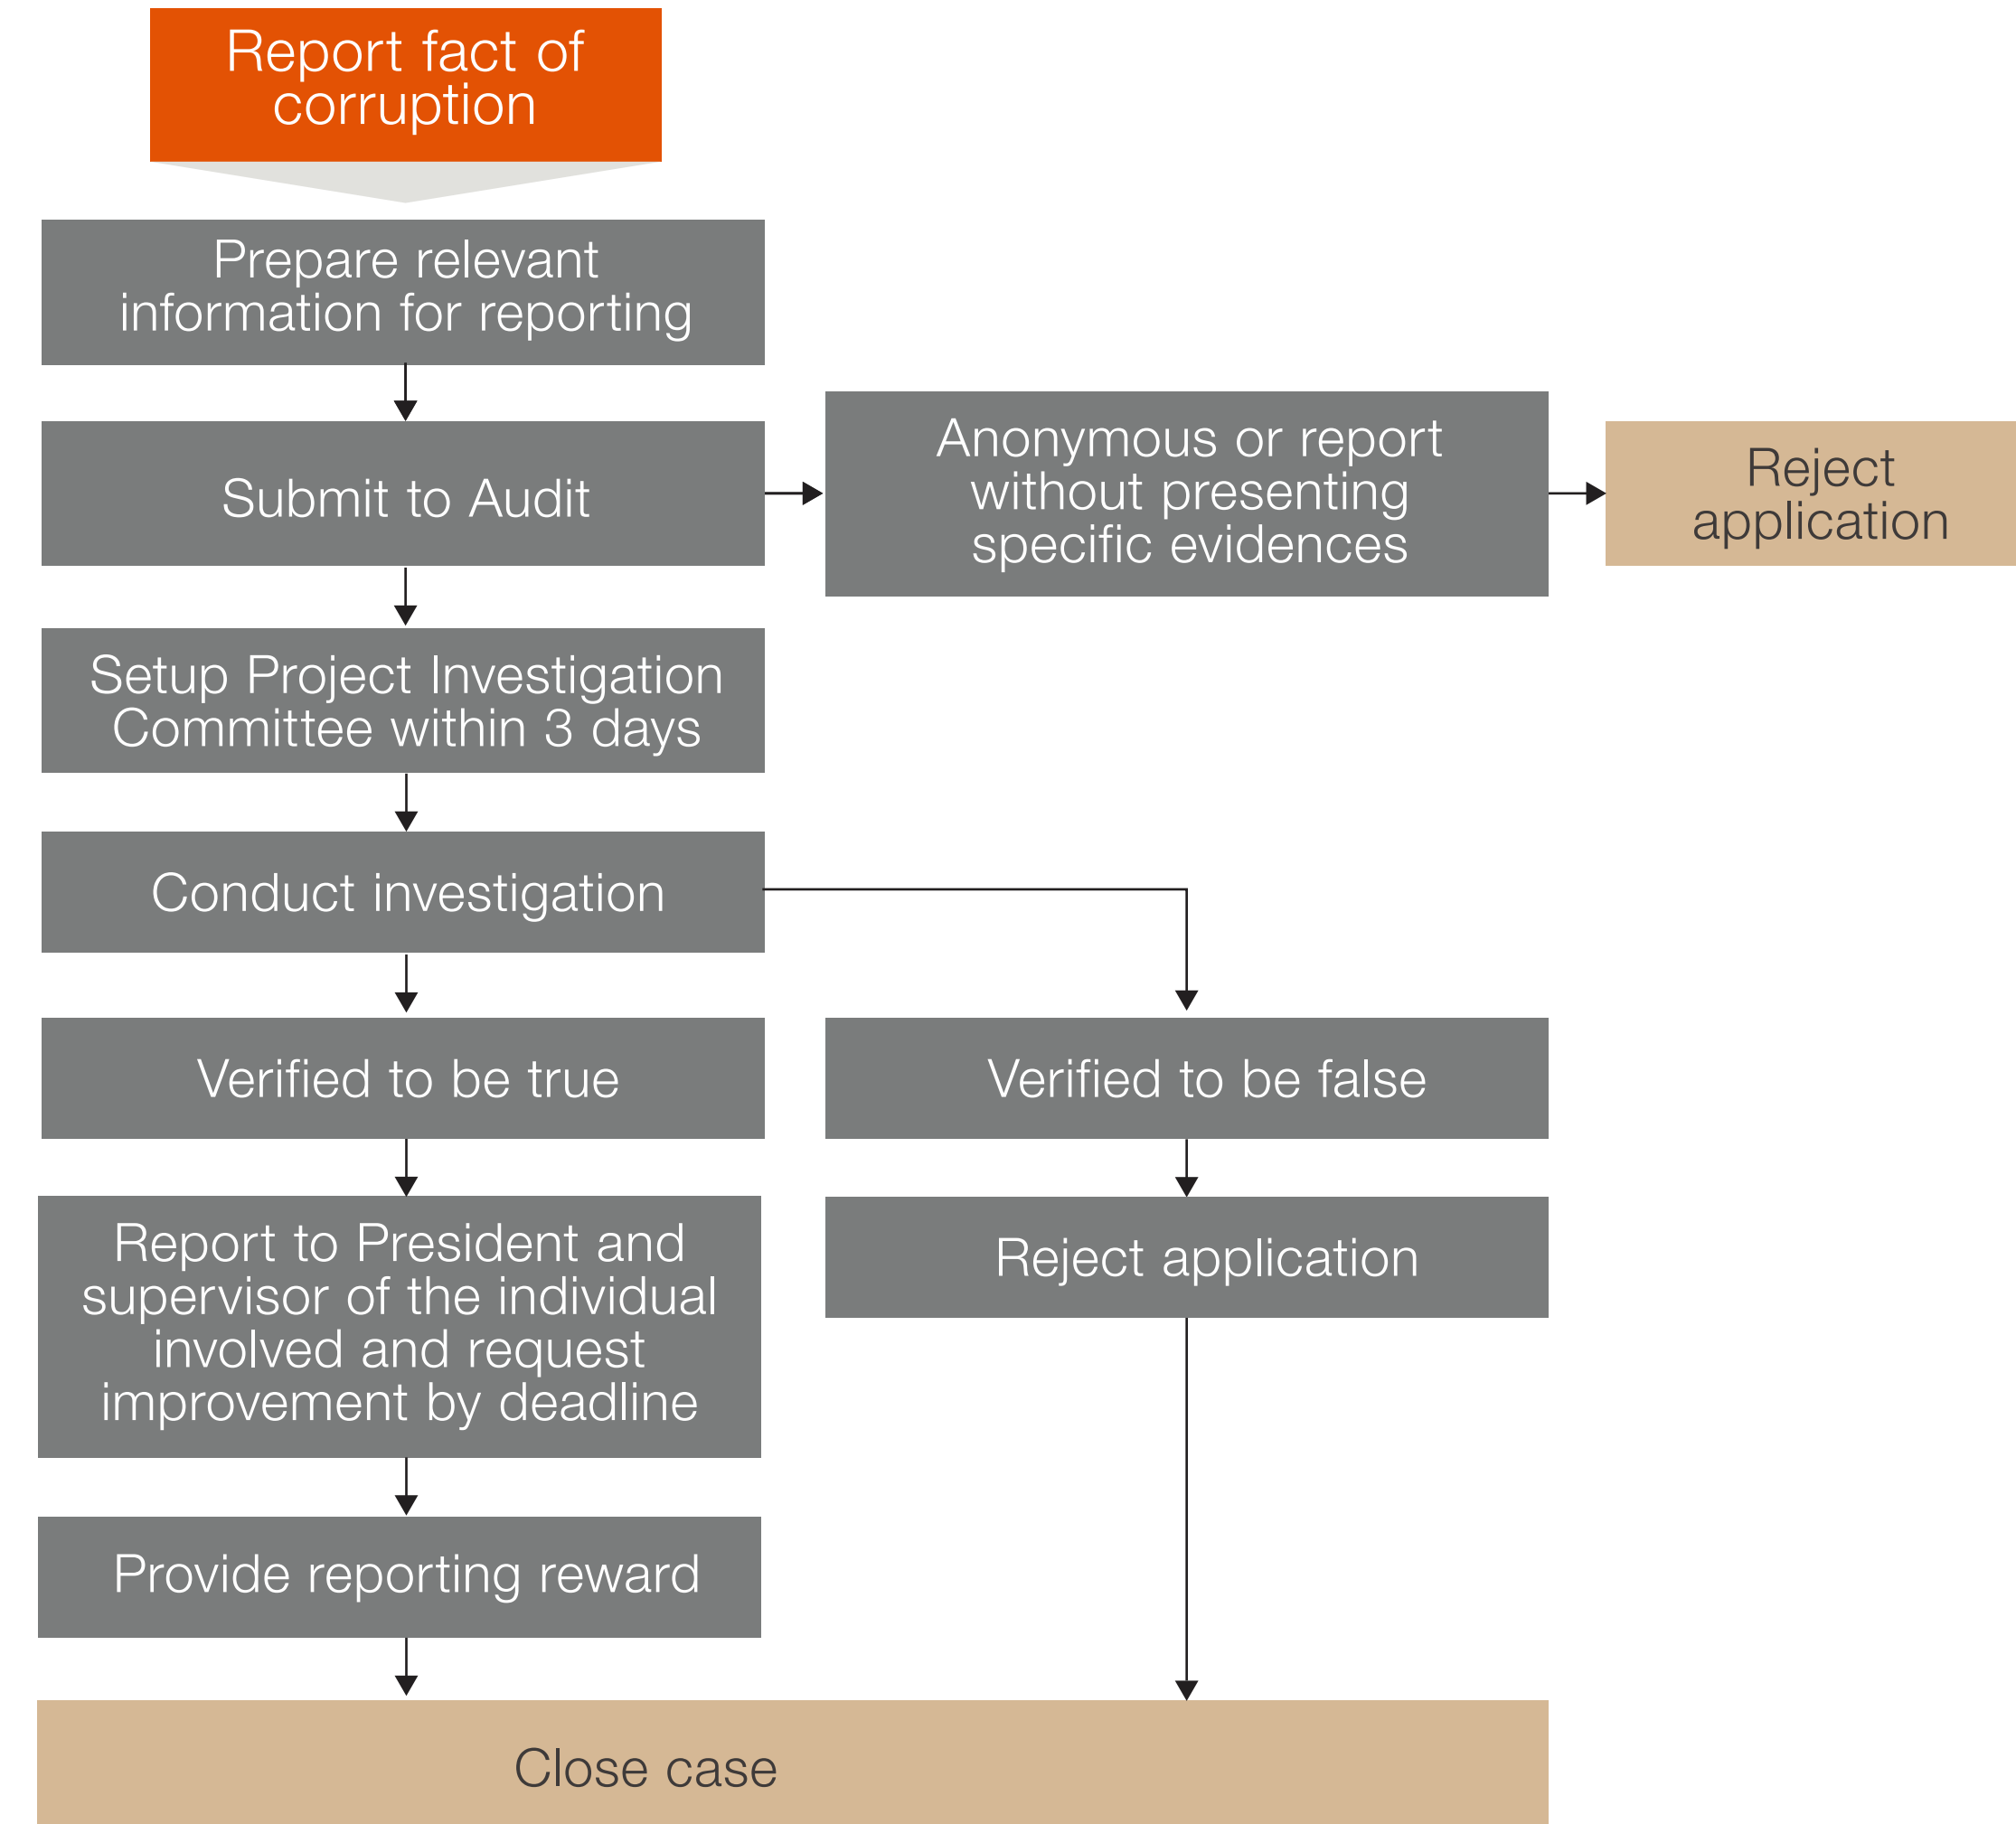 Report fact of
corruption
Prepare relevant
information for reporting
Submit to Audit
Anonymous or report
without presenting
specific evidences
Reject
application
Setup Project Investigation
Committee within 3 days
Conduct investigation
Verified to be true
Verified to be false
Report to President and
supervisor of the individual
involved and request
improvement by deadline
Reject application
Provide reporting reward
Close case